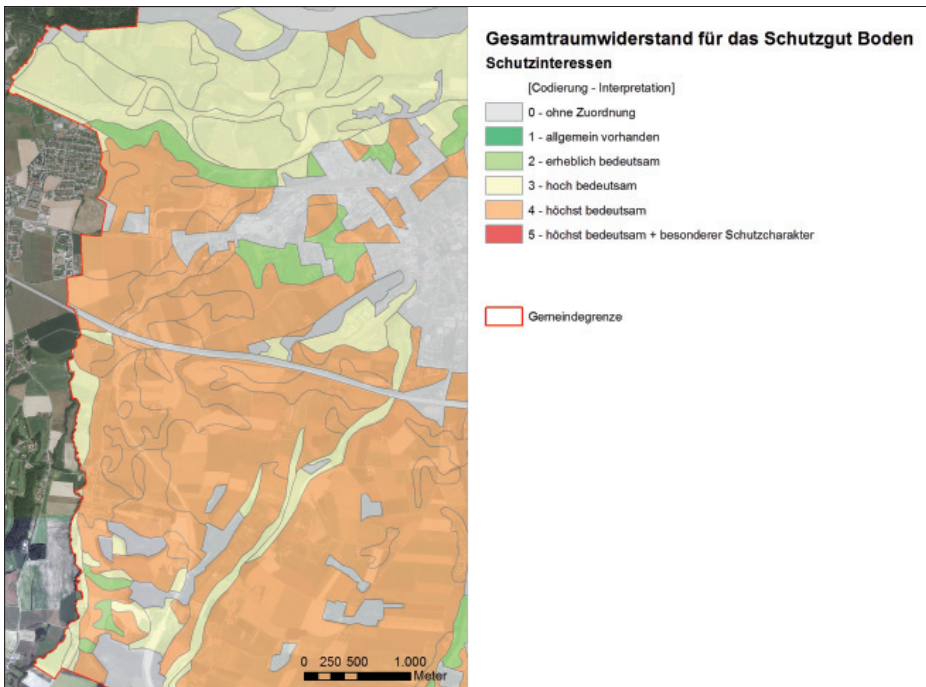 Gesamtraumwiderstand für das Schutzgut Boden
Schutzinteressen
[Codierung - Interpretation]
0 - ohne Zuordnung
1 - allgemein vorhanden
2 - erheblich bedeutsam
3 - hoch bedeutsam
4 - höchst bedeutsam
5 - höchst bedeutsam + besonderer Schutzcharakter
Gemeindegrenze
0 250 500 1.000
Meter